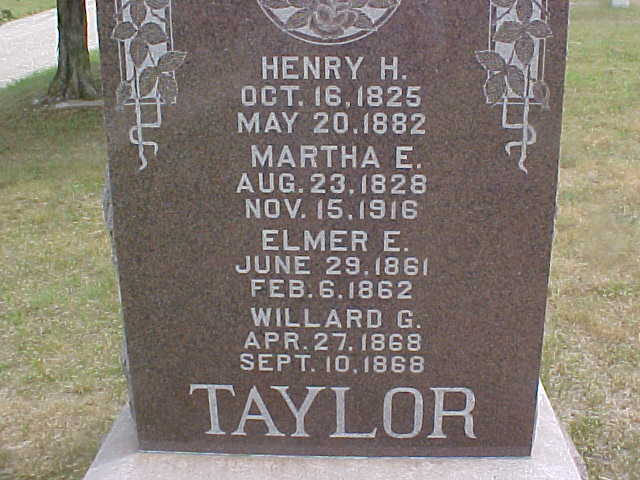 HENRY H.
OCT. 16, 1825
MAY 20, 1882
MARTHA E.
AUG. 23, 1828
NOV. 15, 1916
ELMER E.
JUNE 29, 1861
FEB. 6, 1862
WILLARD G.
APR. 27, 1868
SEPT. 10, 1868
TAYLOR